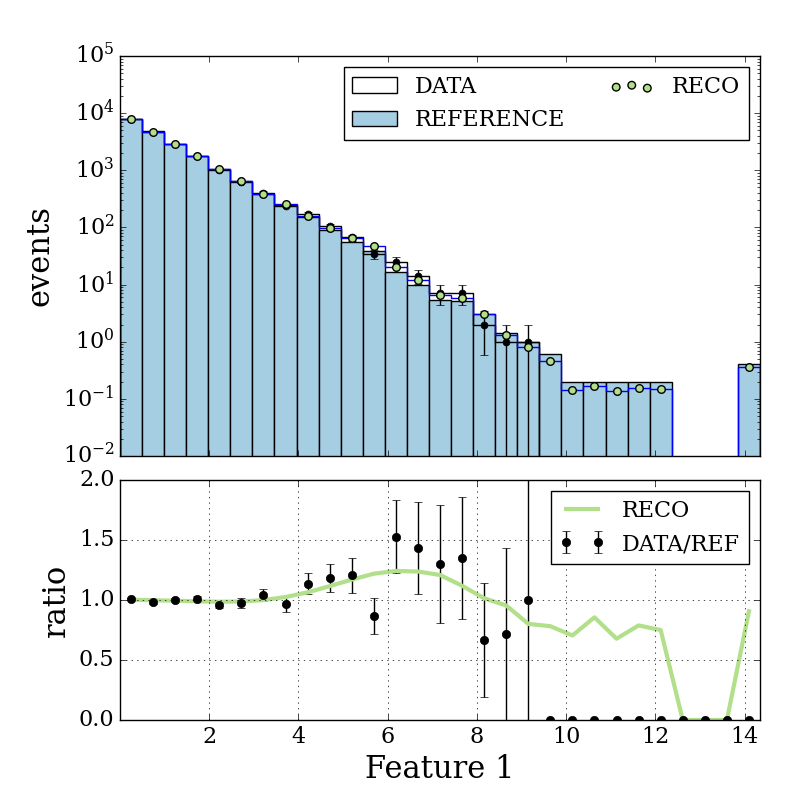 10^5
DATA RECO
REFERENCE
10^4
10^3
10^2
10^1
10^0
10^-1
10^-2
events
2.0
RECO
DATA/REF
1.5
1.0
0.5
0.0
ratio
2 4 6 8 10 12 14
Feature 1